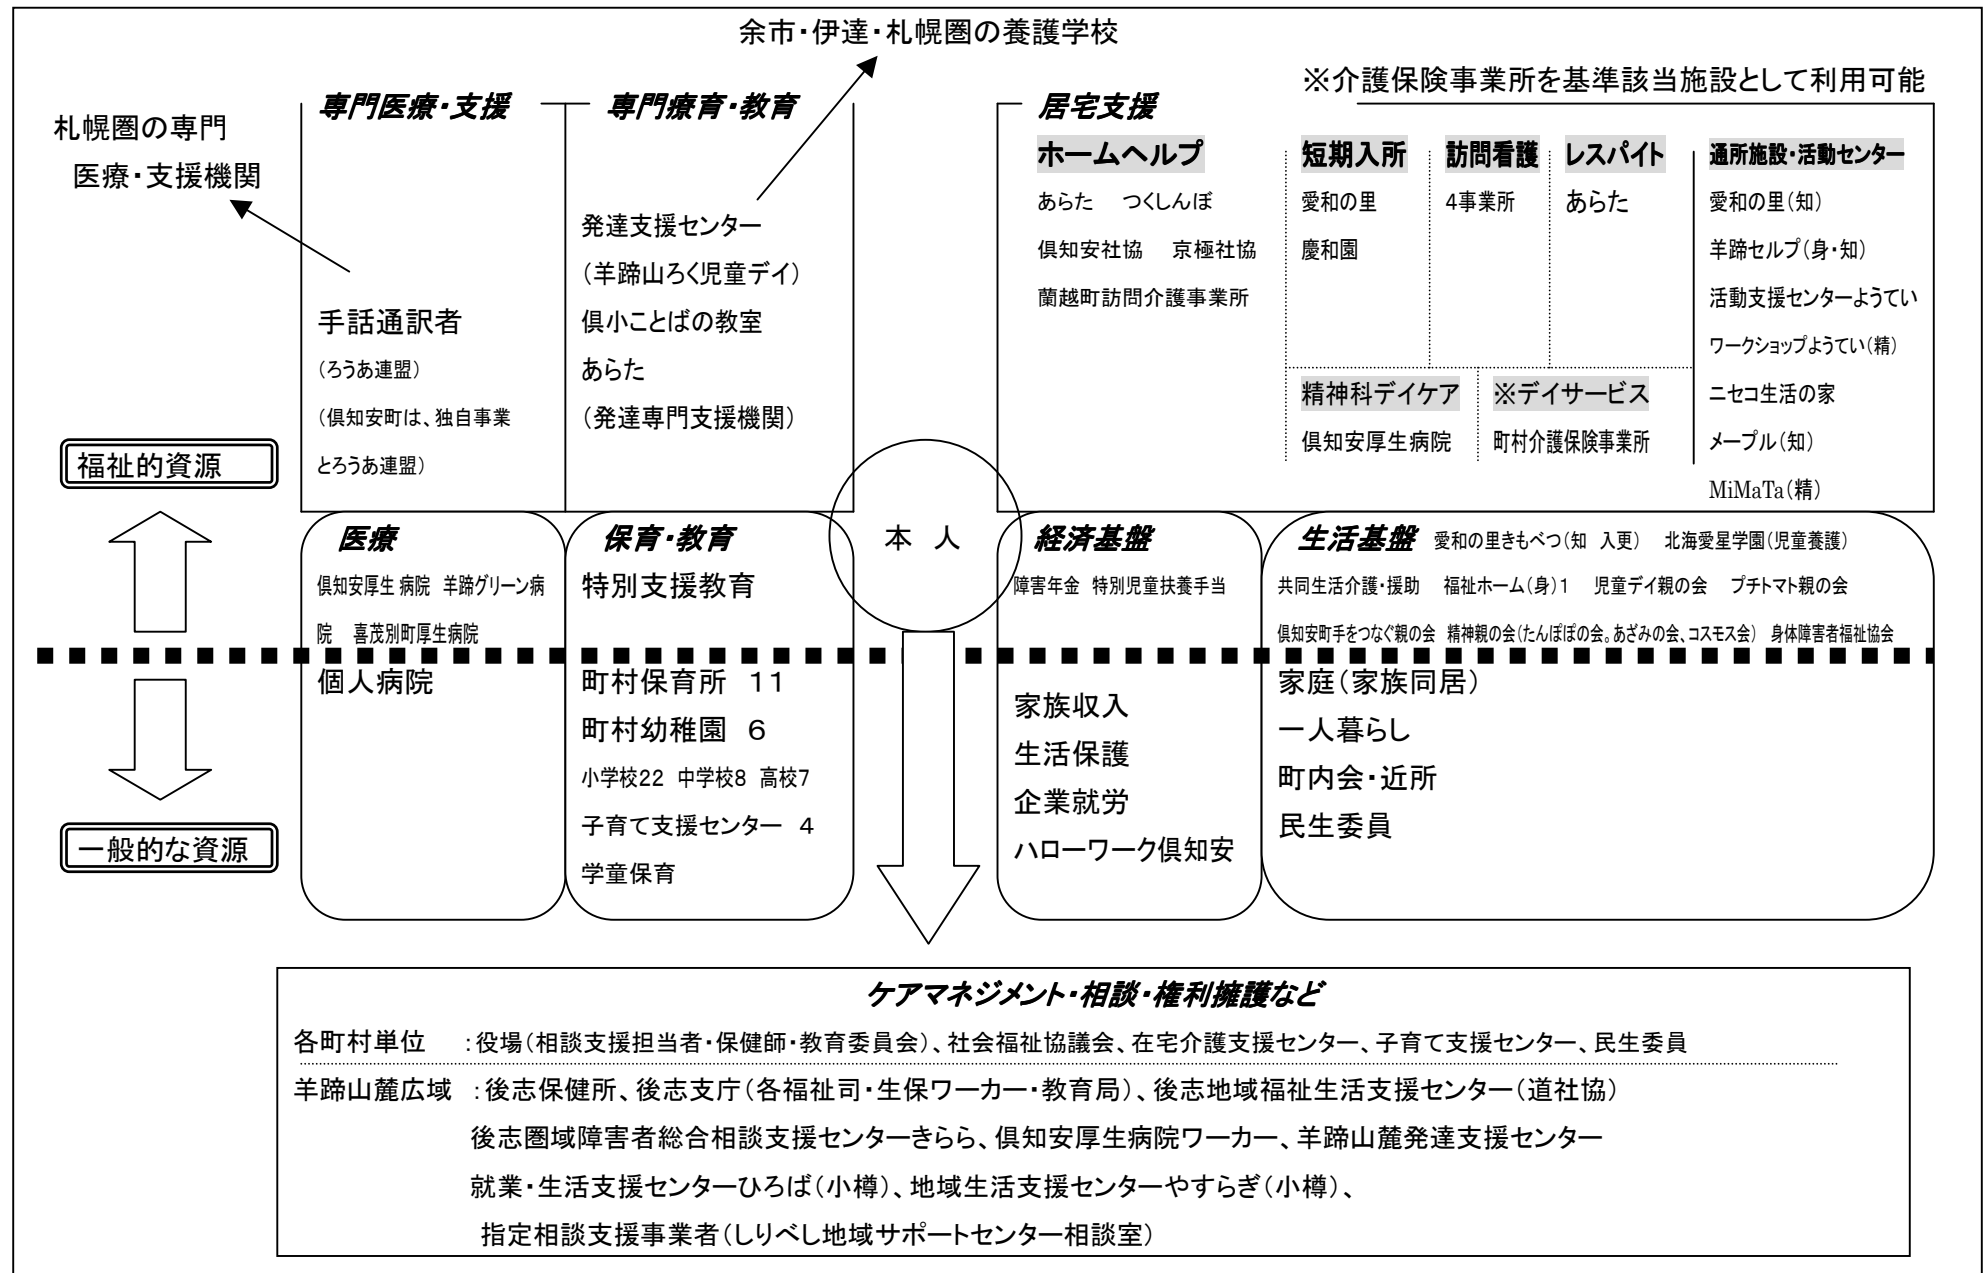 余市・伊達・札幌圏の養護学校
※介護保険事業所を基準該当施設として利用可能
札幌圏の専門
医療・支援機関
専門医療・支援
手話通訳者
（ろうあ連盟）
（倶知安町は、独自事業
とろうあ連盟）
専門療育・教育
発達支援センター
（羊蹄山ろく児童デイ）
倶小ことばの教室
あらた
（発達専門支援機関）
居宅支援
ホームヘルプ
あらた　つくしんぼ
倶知安社協　京極社協
蘭越町訪問介護事業所
短期入所
愛和の里
慶和園
訪問看護
4事業所
レスパイト
あらた
精神科デイケア
倶知安厚生病院
※デイサービス
町村介護保険事業所
通所施設・活動センター
愛和の里（知）
羊蹄セルプ（身・知）
活動支援センターようてい
ワークショップようてい（精）
ニセコ生活の家
メープル（知）
MiMaTa（精）
福祉的資源
一般的な資源
本　人
医療
倶知安厚生 病院　羊蹄グリーン病
院　喜茂別町厚生病院
個人病院
保育・教育
特別支援教育
町村保育所　11
町村幼稚園　6
小学校22　中学校8　高校7
子育て支援センター　4
学童保育
経済基盤
障害年金　特別児童扶養手当
家族収入
生活保護
企業就労
ハローワーク倶知安
生活基盤　愛和の里きもべつ（知　入更）　北海愛星学園（児童養護）
共同生活介護・援助　福祉ホーム（身）1　児童デイ親の会　プチトマト親の会
倶知安町手をつなぐ親の会　精神親の会（たんぽぽの会。あざみの会、コスモス会）　身体障害者福祉協会
家庭（家族同居）
一人暮らし
町内会・近所
民生委員
ケアマネジメント・相談・権利擁護など
各町村単位　：役場（相談支援担当者・保健師・教育委員会）、社会福祉協議会、在宅介護支援センター、子育て支援センター、民生委員
羊蹄山麓広域　：後志保健所、後志支庁（各福祉司・生保ワーカー・教育局）、後志地域福祉生活支援センター（道社協）
後志圏域障害者総合相談支援センターきらら、倶知安厚生病院ワーカー、羊蹄山麓発達支援センター
就業・生活支援センターひろば（小樽）、地域生活支援センターやすらぎ（小樽）、
指定相談支援事業者（しりべし地域サポートセンター相談室）